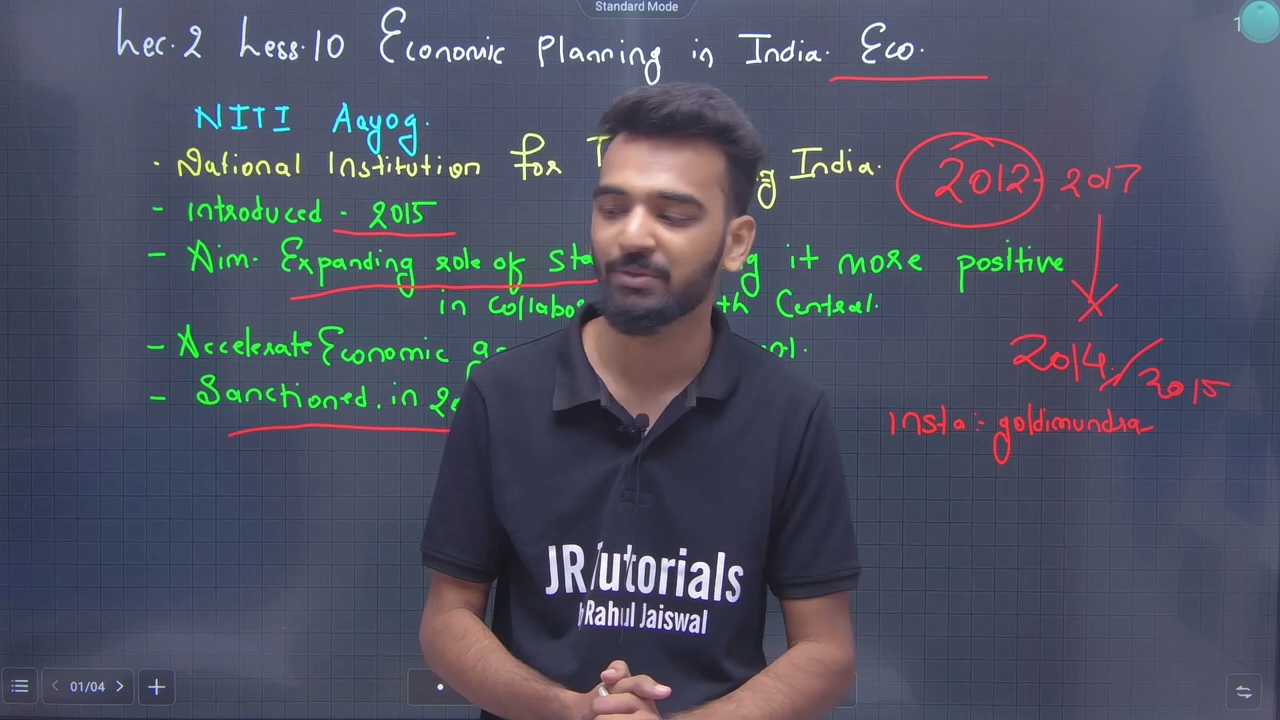 Standard Mode
Lec.2 Less.10 Economic Planning in India. Eco.
NITI Aayog.
· National Institution for India.
- Introduced - 2015
- Aim. Expanding role of it more positive
in Central.
- Accelerate Economic
- Sanctioned. in
2012- 2017
2014/2015
Insta:- goldimundra
JR Tutorials
by Rahul Jaiswal
01/04